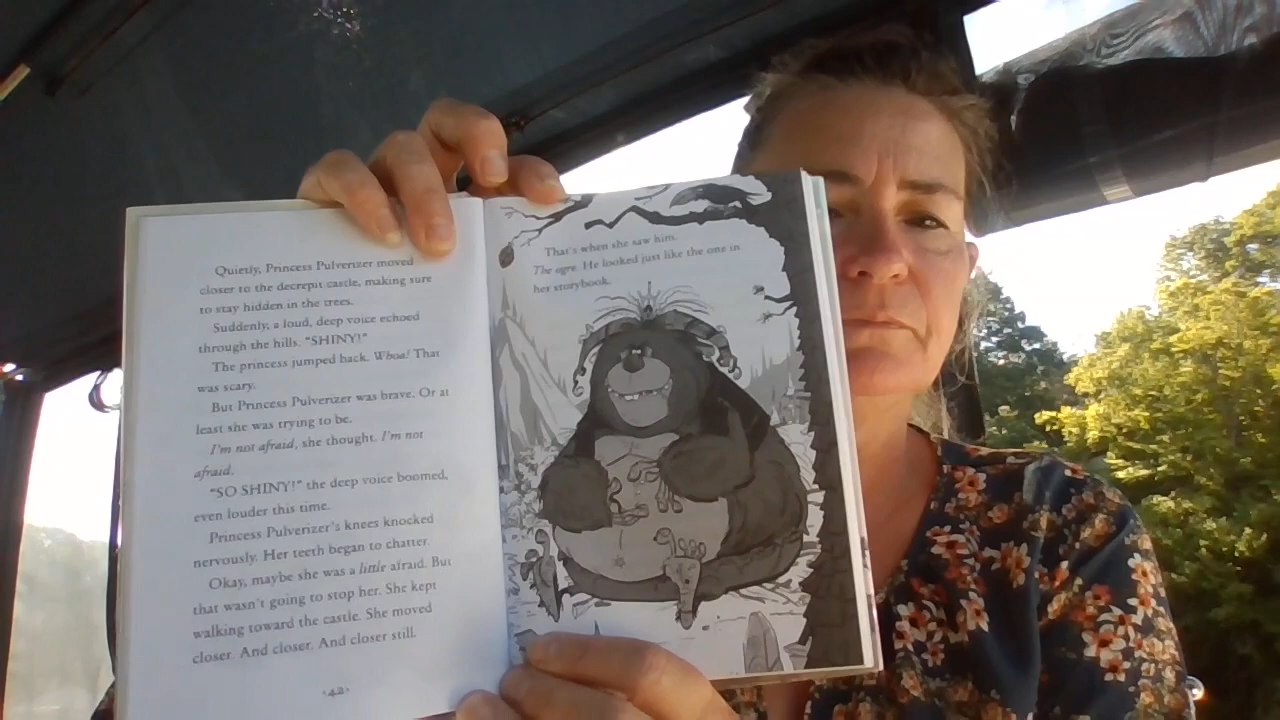 Quietly, Princess Pulverizer moved
closer to the decrepit castle, making sure
to stay hidden in the trees.
Suddenly, a loud, deep voice echoed
through the hills. "SHINY!"
The princess jumped back. Whoa! That
was scary.
But Princess Pulverizer was brave. Or at
least she was trying to be.
I'm not afraid, she thought. I'm not
afraid.
"SO SHINY!" the deep voice boomed,
even louder this time.
Princess Pulverizer's knees knocked
nervously. Her teeth began to chatter.
Okay, maybe she was a little afraid. But
that wasn't going to stop her. She kept
walking toward the castle. She moved
closer. And closer. And closer still.
42
That's when she saw him.
The ogre. He looked just like the one in
her storybook.